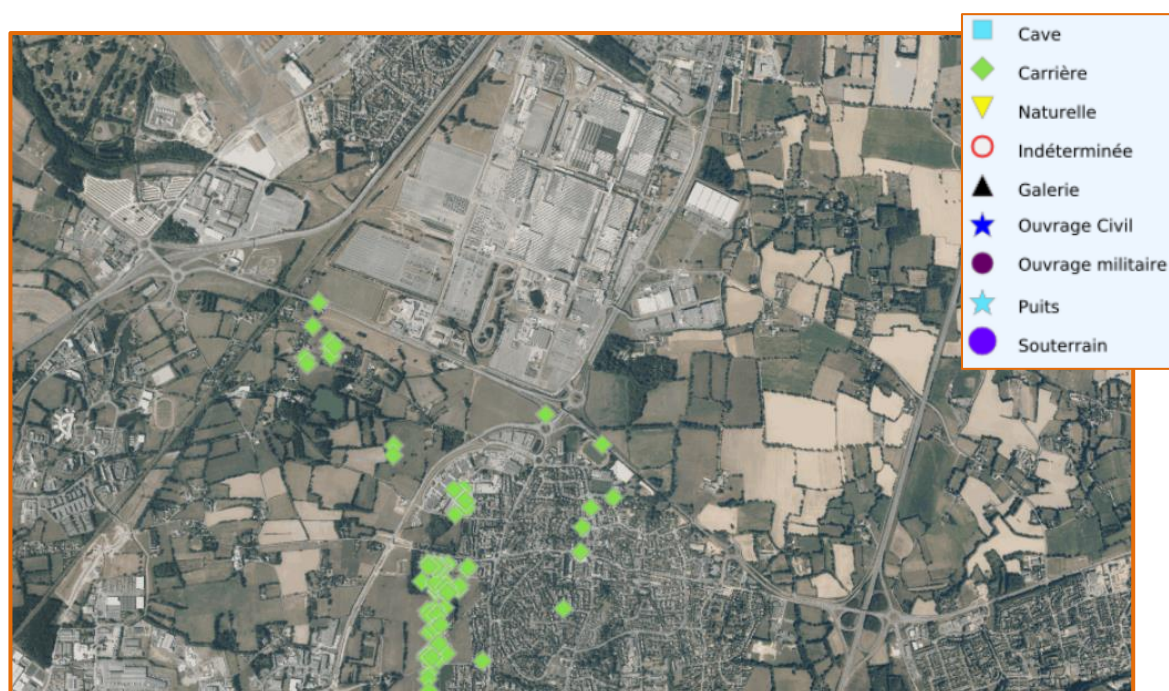 Cave
Carrière
Naturelle
Indéterminée
Galerie
Ouvrage Civil
Ouvrage militaire
Puits
Souterrain